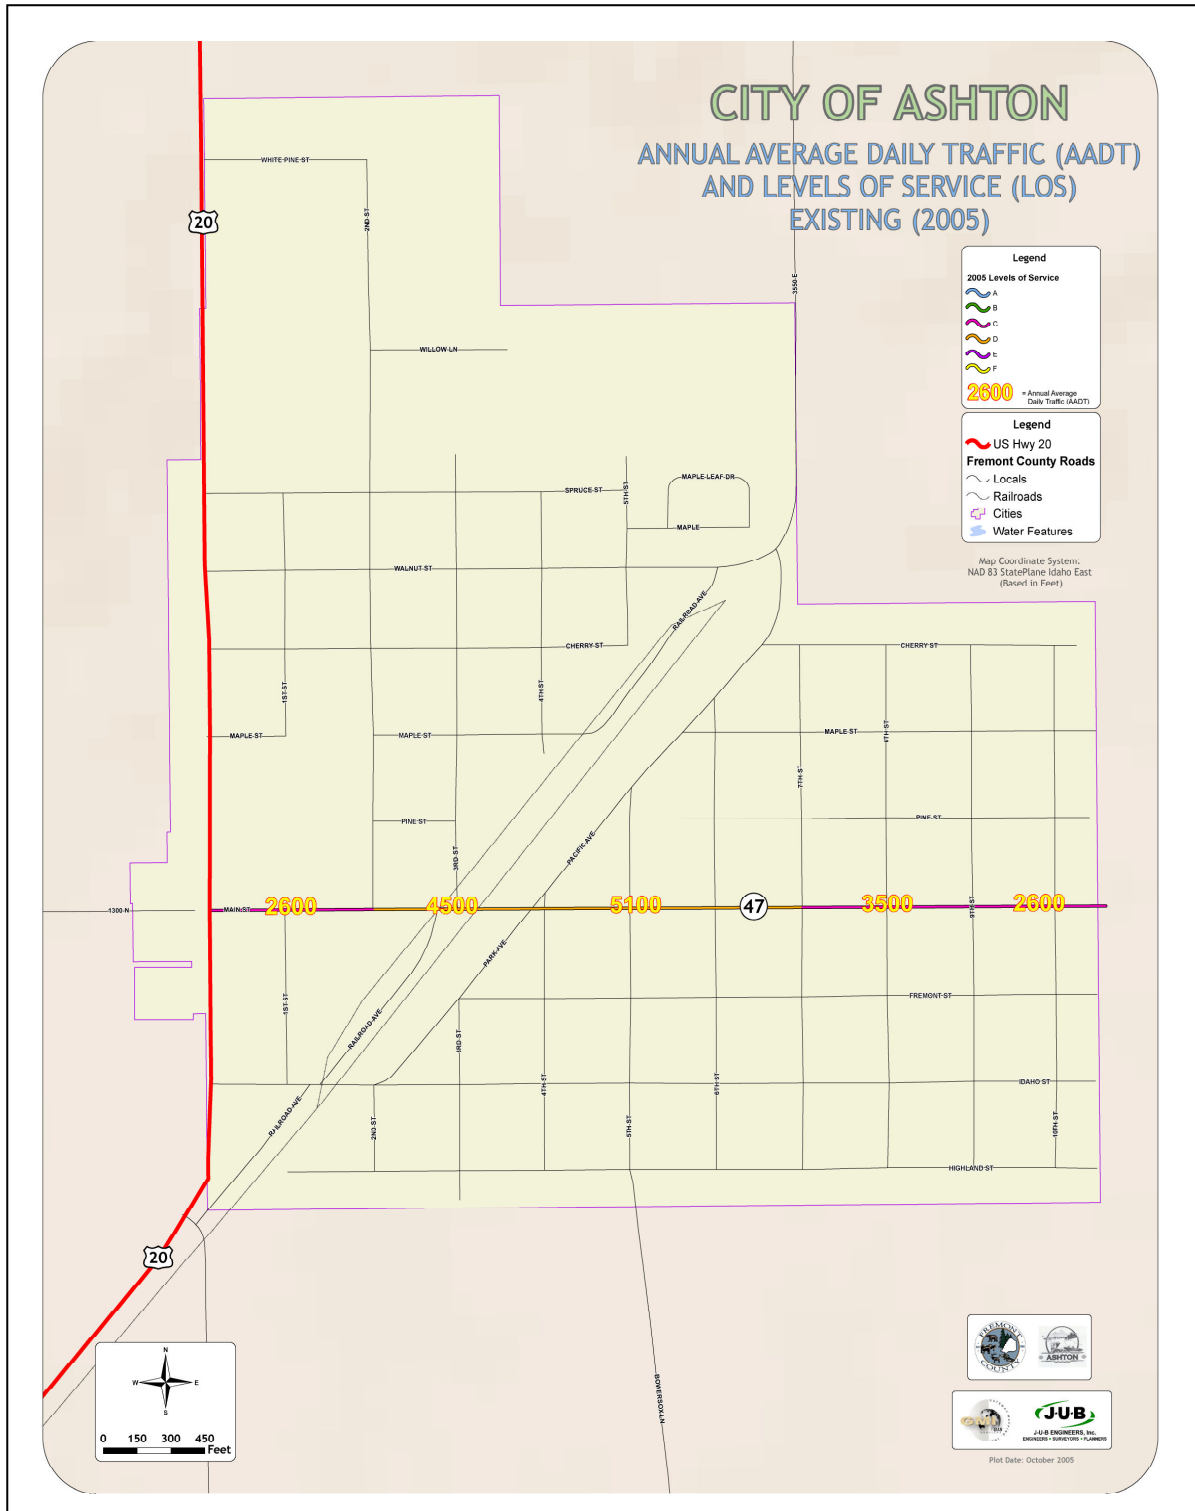 CITY OF ASHTON
ANNUAL AVERAGE DAILY TRAFFIC (AADT)
AND LEVELS OF SERVICE (LOS)
EXISTING (2005)
WHITE PINE ST
2ND ST
20
3550 E
Legend
2005 Levels of Service
A
B
C
D
E
F
2600 = Annual Average
Daily Traffic (AADT)
Legend
US Hwy 20
Fremont County Roads
Locals
Railroads
Cities
Water Features
Map Coordinate System:
NAD 83 StatePlane Idaho East
(Based in Feet)
WILLOW LN
SPRUCE ST
5TH ST
MAPLE LEAF DR
MAPLE
WALNUT ST
RAILROAD AVE
CHERRY ST
CHERRY ST
1ST ST
4TH ST
MAPLE ST
MAPLE ST
MAPLE ST
7TH ST
PINE ST
PINE ST
3RD ST
PACIFIC AVE
1300 N
MAIN ST
2600
4500
5100
47
3500
9TH ST
2600
PARK AVE
1ST ST
RAILROAD AVE
FREMONT ST
3RD ST
IDAHO ST
4TH ST
6TH ST
RAILROAD AVE
2ND ST
5TH ST
10TH ST
HIGHLAND ST
20
BOWERSOX LN
N
W
E
S
0 150 300 450
Feet
FREMONT
COUNTY
ASHTON
J-U-B
J-U-B ENGINEERS, Inc.
ENGINEERS • SURVEYORS • PLANNERS
Plot Date: October 2005